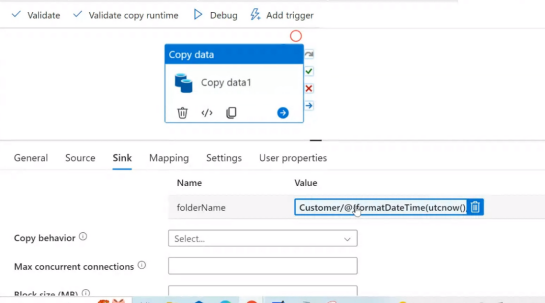 Validate Validate copy runtime Debug Add trigger
Copy data
Copy data1
General Source Sink Mapping Settings User properties
Name Value
folderName Customer/@{formatDateTime(utcnow()
Copy behavior Select...
Max concurrent connections
Block size (MB)